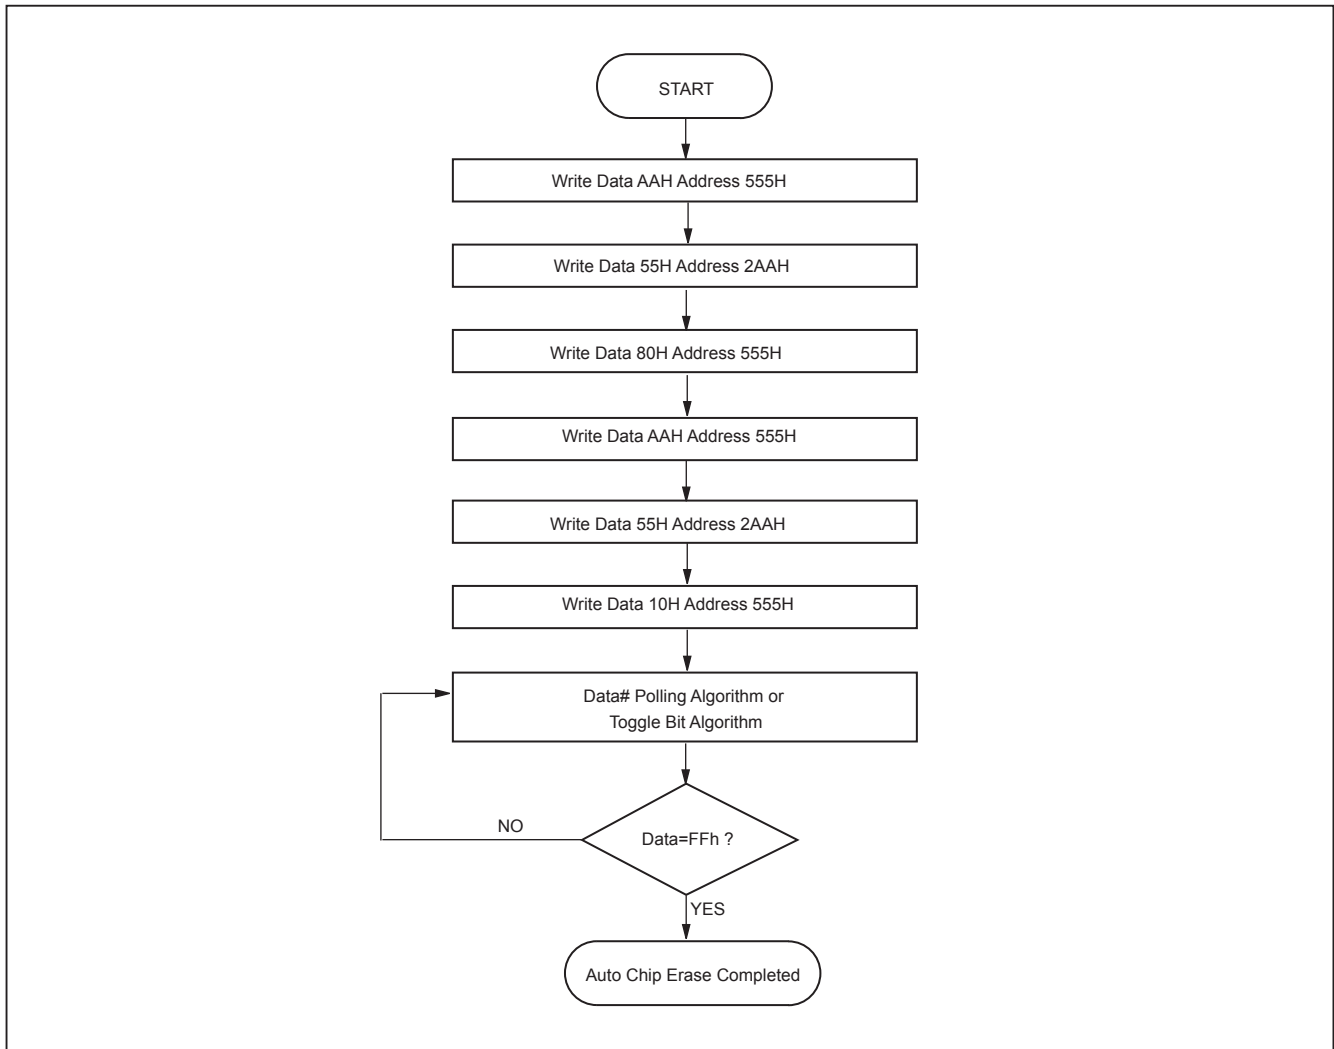 START
Write Data AAH Address 555H
Write Data 55H Address 2AAH
Write Data 80H Address 555H
Write Data AAH Address 555H
Write Data 55H Address 2AAH
Write Data 10H Address 555H
Data# Polling Algorithm or
Toggle Bit Algorithm
NO
Data=FFh ?
YES
Auto Chip Erase Completed